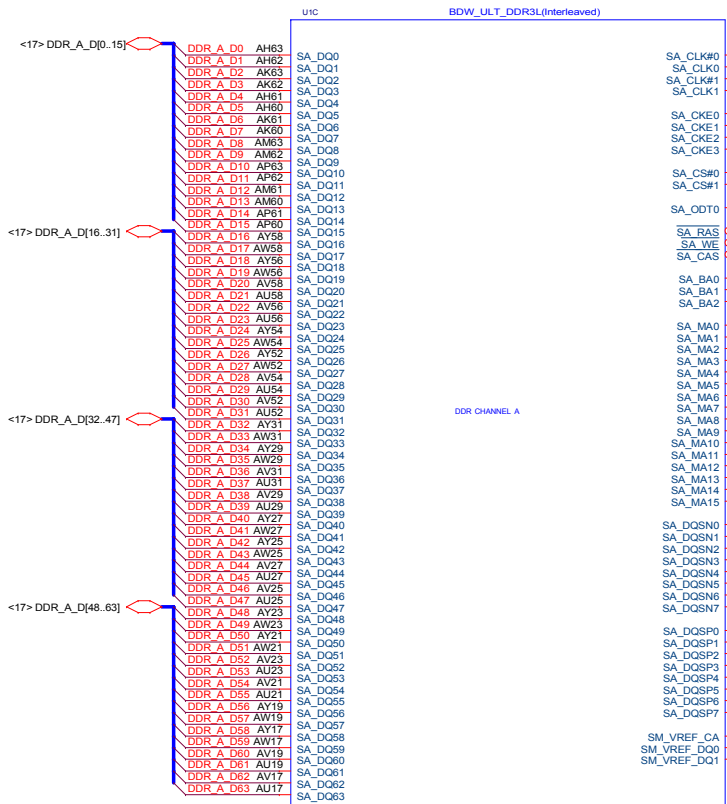 U1C
BDW_ULT_DDR3L(Interleaved)
<17> DDR_A_D[0..15]
DDR_A_D0 AH63 SA_DQ0
DDR_A_D1 AH62 SA_DQ1
DDR_A_D2 AK63 SA_DQ2
DDR_A_D3 AK62 SA_DQ3
DDR_A_D4 AH61 SA_DQ4
DDR_A_D5 AH60 SA_DQ5
DDR_A_D6 AK61 SA_DQ6
DDR_A_D7 AK60 SA_DQ7
DDR_A_D8 AM63 SA_DQ8
DDR_A_D9 AM62 SA_DQ9
DDR_A_D10 AP63 SA_DQ10
DDR_A_D11 AP62 SA_DQ11
DDR_A_D12 AM61 SA_DQ12
DDR_A_D13 AM60 SA_DQ13
DDR_A_D14 AP61 SA_DQ14
DDR_A_D15 AP60 SA_DQ15
<17> DDR_A_D[16..31]
DDR_A_D16 AY58 SA_DQ16
DDR_A_D17 AW58 SA_DQ17
DDR_A_D18 AY56 SA_DQ18
DDR_A_D19 AW56 SA_DQ19
DDR_A_D20 AV58 SA_DQ20
DDR_A_D21 AU58 SA_DQ21
DDR_A_D22 AV56 SA_DQ22
DDR_A_D23 AU56 SA_DQ23
DDR_A_D24 AY54 SA_DQ24
DDR_A_D25 AW54 SA_DQ25
DDR_A_D26 AY52 SA_DQ26
DDR_A_D27 AW52 SA_DQ27
DDR_A_D28 AV54 SA_DQ28
DDR_A_D29 AU54 SA_DQ29
DDR_A_D30 AV52 SA_DQ30
DDR_A_D31 AU52 SA_DQ31
<17> DDR_A_D[32..47]
DDR_A_D32 AY31 SA_DQ32
DDR_A_D33 AW31 SA_DQ33
DDR_A_D34 AY29 SA_DQ34
DDR_A_D35 AW29 SA_DQ35
DDR_A_D36 AV31 SA_DQ36
DDR_A_D37 AU31 SA_DQ37
DDR_A_D38 AV29 SA_DQ38
DDR_A_D39 AU29 SA_DQ39
DDR_A_D40 AY27 SA_DQ40
DDR_A_D41 AW27 SA_DQ41
DDR_A_D42 AY25 SA_DQ42
DDR_A_D43 AW25 SA_DQ43
DDR_A_D44 AV27 SA_DQ44
DDR_A_D45 AU27 SA_DQ45
DDR_A_D46 AV25 SA_DQ46
DDR_A_D47 AU25 SA_DQ47
<17> DDR_A_D[48..63]
DDR_A_D48 AY23 SA_DQ48
DDR_A_D49 AW23 SA_DQ49
DDR_A_D50 AY21 SA_DQ50
DDR_A_D51 AW21 SA_DQ51
DDR_A_D52 AV23 SA_DQ52
DDR_A_D53 AU23 SA_DQ53
DDR_A_D54 AV21 SA_DQ54
DDR_A_D55 AU21 SA_DQ55
DDR_A_D56 AY19 SA_DQ56
DDR_A_D57 AW19 SA_DQ57
DDR_A_D58 AY17 SA_DQ58
DDR_A_D59 AW17 SA_DQ59
DDR_A_D60 AV19 SA_DQ60
DDR_A_D61 AU19 SA_DQ61
DDR_A_D62 AV17 SA_DQ62
DDR_A_D63 AU17 SA_DQ63
DDR CHANNEL A
SA_CLK#0
SA_CLK0
SA_CLK#1
SA_CLK1
SA_CKE0
SA_CKE1
SA_CKE2
SA_CKE3
SA_CS#0
SA_CS#1
SA_ODT0
SA_RAS
SA_WE
SA_CAS
SA_BA0
SA_BA1
SA_BA2
SA_MA0
SA_MA1
SA_MA2
SA_MA3
SA_MA4
SA_MA5
SA_MA6
SA_MA7
SA_MA8
SA_MA9
SA_MA10
SA_MA11
SA_MA12
SA_MA13
SA_MA14
SA_MA15
SA_DQSN0
SA_DQSN1
SA_DQSN2
SA_DQSN3
SA_DQSN4
SA_DQSN5
SA_DQSN6
SA_DQSN7
SA_DQSP0
SA_DQSP1
SA_DQSP2
SA_DQSP3
SA_DQSP4
SA_DQSP5
SA_DQSP6
SA_DQSP7
SM_VREF_CA
SM_VREF_DQ0
SM_VREF_DQ1